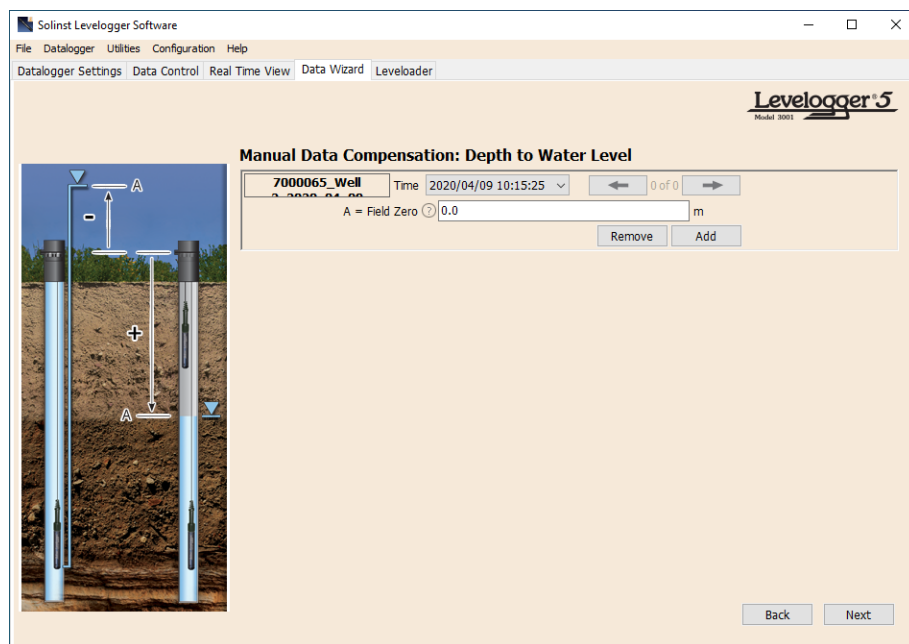 Solinst Levelogger Software
File Datalogger Utilities Configuration Help
Datalogger Settings Data Control Real Time View Data Wizard Leveloader
Levelogger® 5
Model 3001
Manual Data Compensation: Depth to Water Level
7000065_Well Time 2020/04/09 10:15:25 0 of 0
A = Field Zero ? 0.0 m
Remove Add
A
-
+
A
Back Next